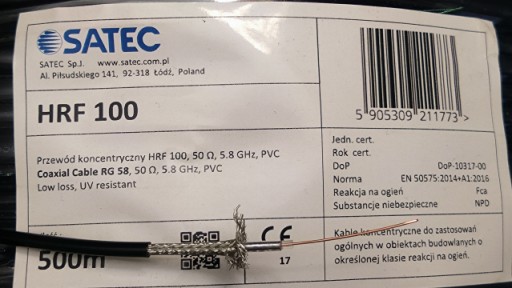 SATEC
SATEC Sp.J. www.satec.com.pl
Al. Piłsudskiego 141, 92-318 Łódź, Poland
HRF 100
Przewód koncentryczny HRF 100, 50 Ω, 5.8 GHz, PVC
Coaxial Cable RG 58, 50 Ω, 5.8 GHz, PVC
Low loss, UV resistant
500m
5 905309 211773 >
Jedn. cert.
Rok cert.
DoP DoP-10317-00
Norma EN 50575:2014+A1:2016
Reakcja na ogień Fca
Substancje niebezpieczne NPD
CE
17
Kable koncentryczne do zastosowań
ogólnych w obiektach budowlanych o
określonej klasie reakcji na ogień.